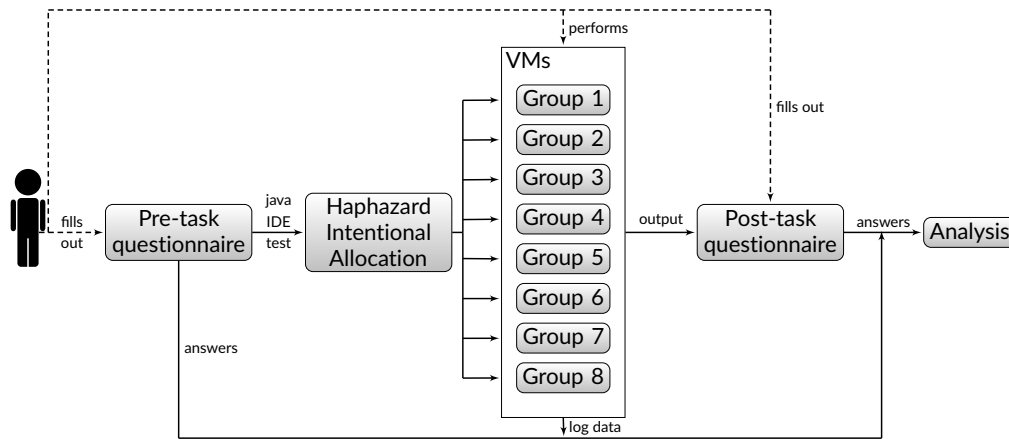 performs
VMs
Group 1
Group 2
Group 3
Group 4
Group 5
Group 6
Group 7
Group 8
fills out
fills
out
Pre-task
questionnaire
java
IDE
test
Haphazard
Intentional
Allocation
output
Post-task
questionnaire
answers
Analysis
answers
log data